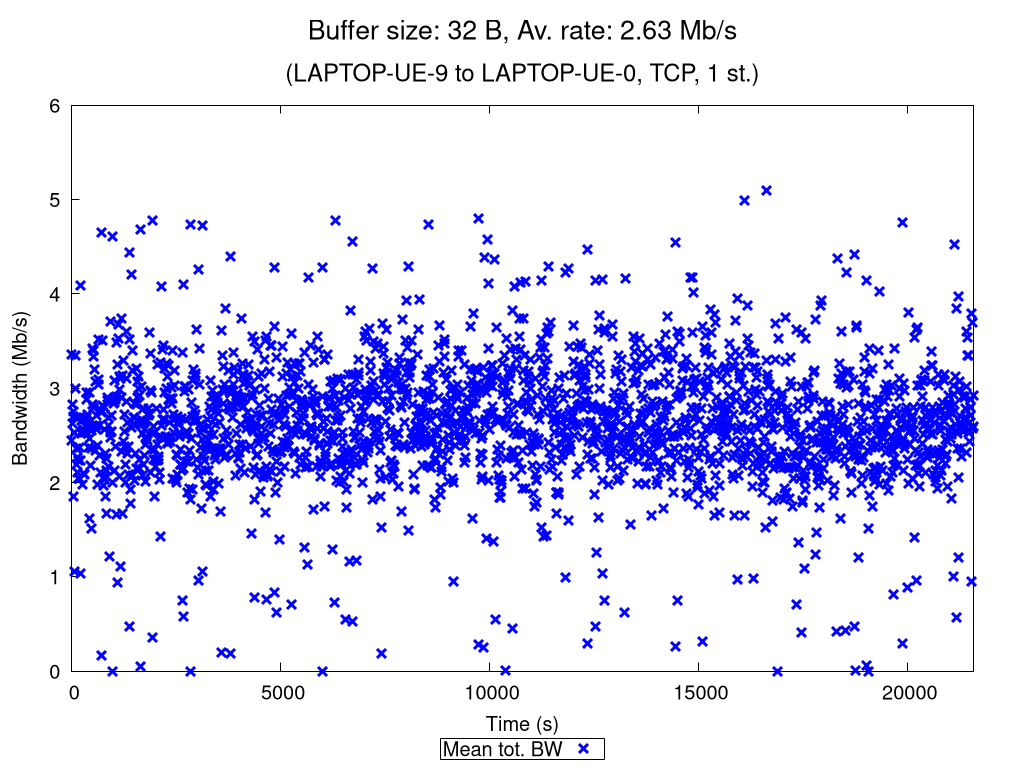 Buffer size: 32 B, Av. rate: 2.63 Mb/s
(LAPTOP-UE-9 to LAPTOP-UE-0, TCP, 1 st.)
6
5
4
3
2
1
0
Bandwidth (Mb/s)
0 5000 10000 15000 20000
Time (s)
Mean tot. BW